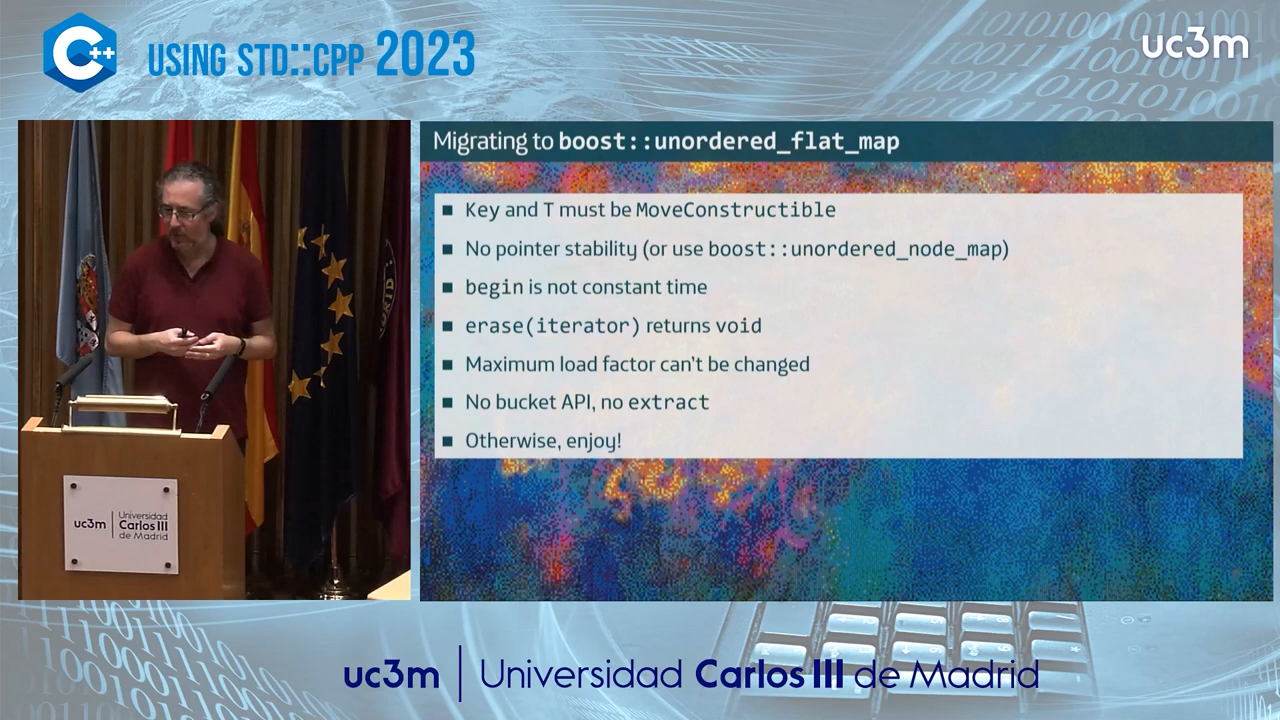 C++
USING STD::CPP 2023
uc3m
Migrating to boost::unordered_flat_map
■ Key and T must be MoveConstructible
■ No pointer stability (or use boost::unordered_node_map)
■ begin is not constant time
■ erase(iterator) returns void
■ Maximum load factor can't be changed
■ No bucket API, no extract
■ Otherwise, enjoy!
uc3m | Universidad
Carlos III
de Madrid
uc3m | Universidad Carlos III de Madrid